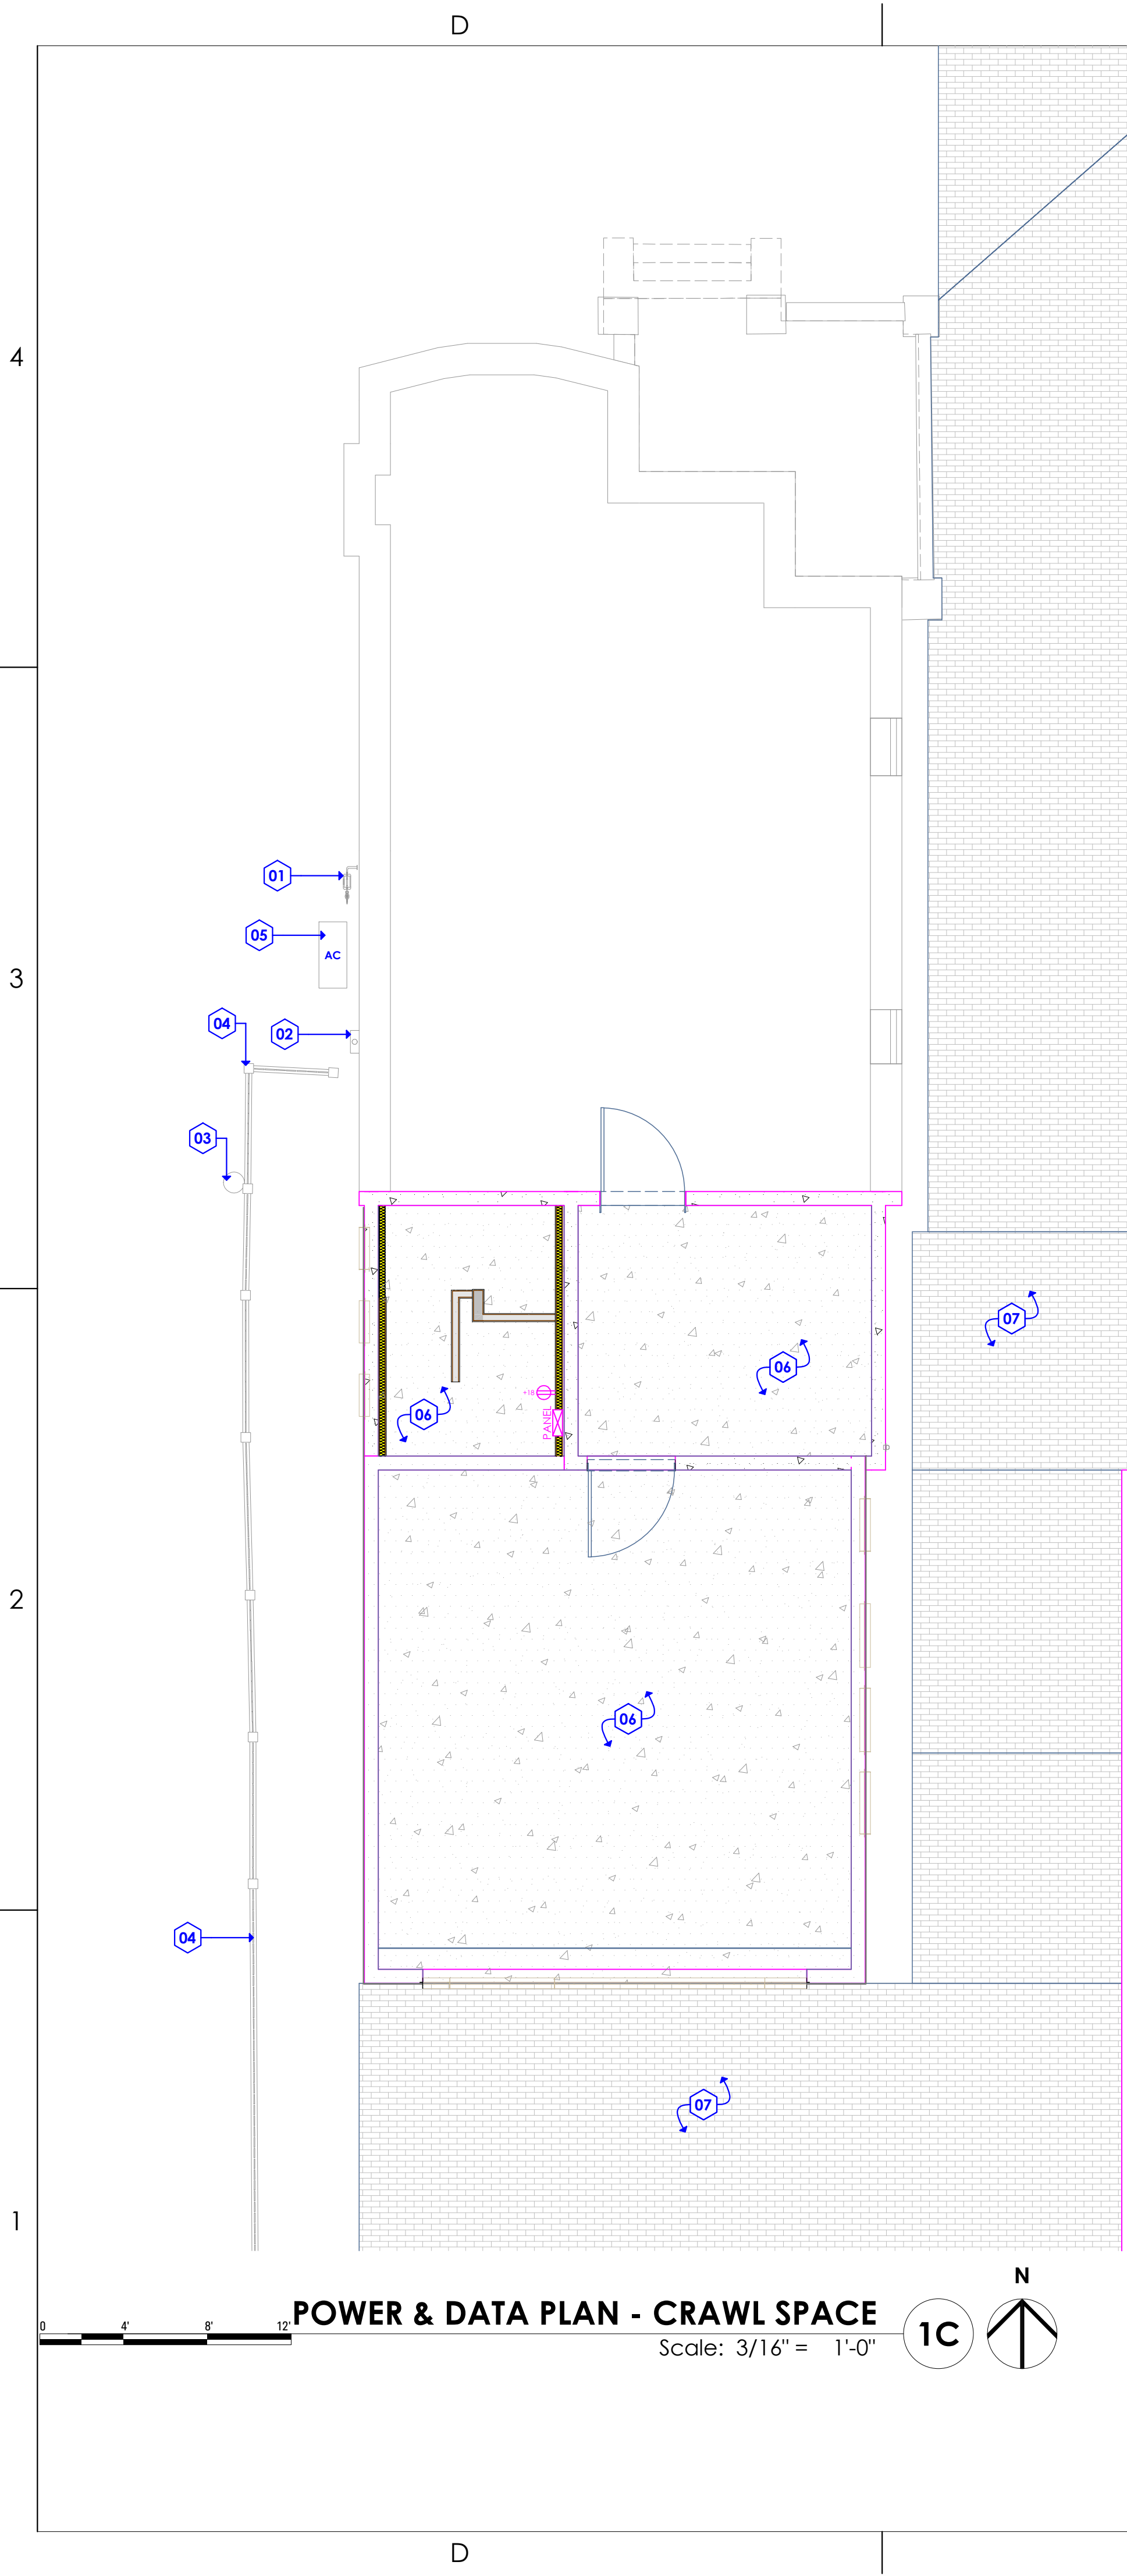 D
4
01
05
AC
3
04
02
03
07
06
+18
06
PANEL
2
06
04
07
1
N
0 4' 8' 12'
POWER & DATA PLAN - CRAWL SPACE
1C
Scale: 3/16" = 1'-0"
D